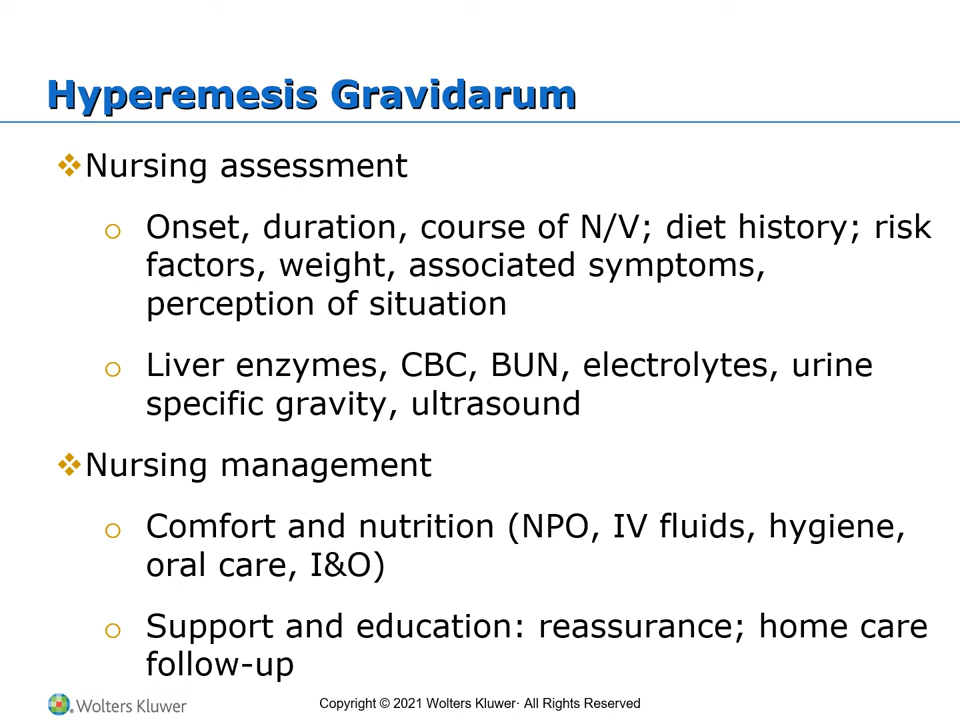 Hyperemesis Gravidarum
❖Nursing assessment
o Onset, duration, course of N/V; diet history; risk
factors, weight, associated symptoms,
perception of situation
o Liver enzymes, CBC, BUN, electrolytes, urine
specific gravity, ultrasound
❖Nursing management
o Comfort and nutrition (NPO, IV fluids, hygiene,
oral care, I&O)
o Support and education: reassurance; home care
follow-up
Wolters Kluwer
Copyright © 2021 Wolters Kluwer· All Rights Reserved